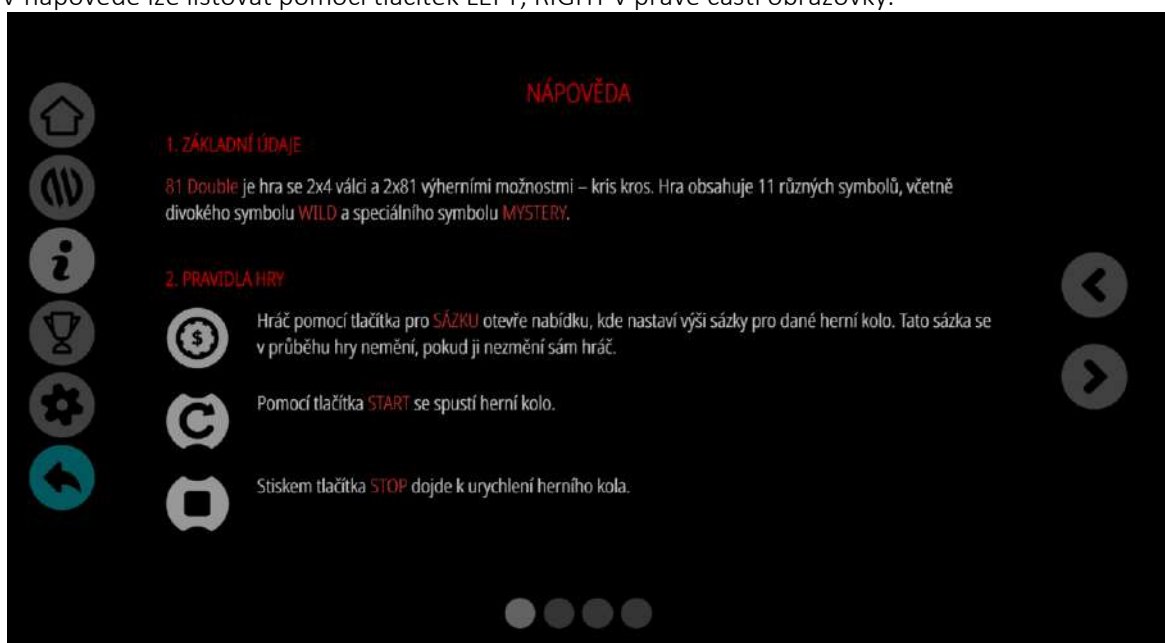 v nápovědě lze listovat pomocí tlačítek LEFT, RIGHT v pravé části obrazovky.
NÁPOVĚDA
1. ZÁKLADNÍ ÚDAJE
81 Double je hra se 2x4 válci a 2x81 výherními možnostmi – kris kros. Hra obsahuje 11 různých symbolů, včetně
divokého symbolu WILD a speciálního symbolu MYSTERY.
2. PRAVIDLA HRY
Hráč pomocí tlačítka pro SÁZKU otevře nabídku, kde nastaví výši sázky pro dané herní kolo. Tato sázka se
v průběhu hry nemění, pokud ji nezmění sám hráč.
Pomocí tlačítka START se spustí herní kolo.
Stiskem tlačítka STOP dojde k urychlení herního kola.